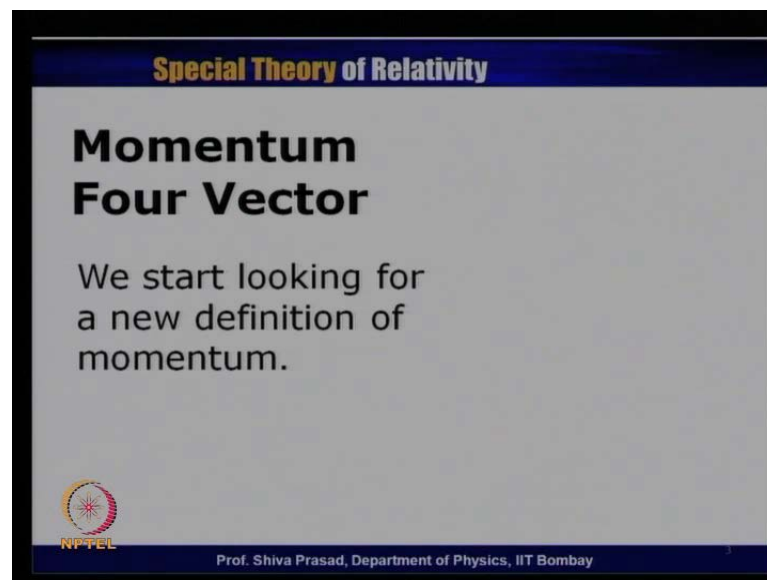 Special Theory of Relativity
Momentum
Four Vector
We start looking for
a new definition of
momentum.
NPTEL
Prof. Shiva Prasad, Department of Physics, IIT Bombay
3